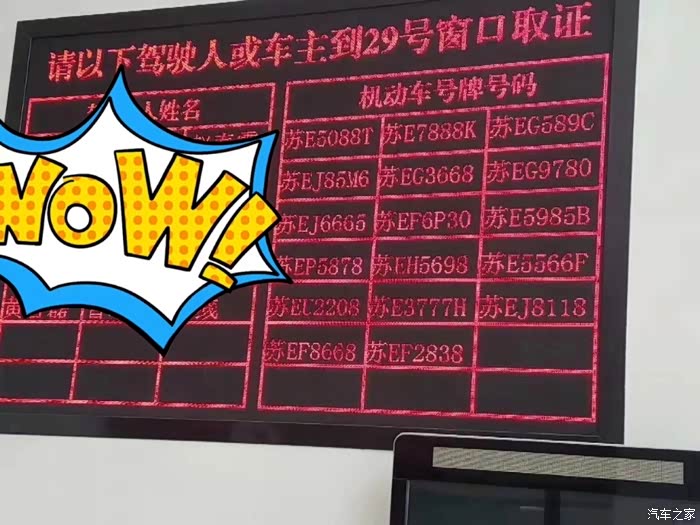 请以下驾驶人或车主到29号窗口取证
姓名
机动车号牌号码
苏E5088T 苏E7888K 苏EG589C
苏EJ85M6 苏EG3668 苏EG9780
苏EJ6665 苏EF6P30 苏E5985B
苏EP5878 苏EH5698 苏E5566F
苏EU2208 苏E3777H 苏EJ8118
苏EF8668 苏EF2838
WOW!
汽车之家